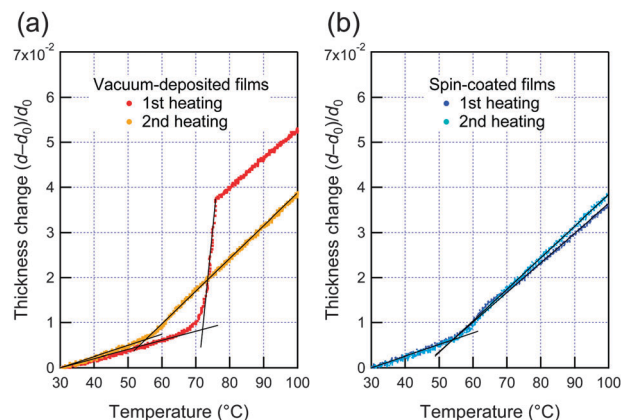 (a)
7x10⁻²
6
5
4
3
2
1
0
Thickness change (d–d₀)/d₀
Vacuum-deposited films
1st heating
2nd heating
30 40 50 60 70 80 90 100
Temperature (°C)
(b)
7x10⁻²
6
5
4
3
2
1
0
Thickness change (d–d₀)/d₀
Spin-coated films
1st heating
2nd heating
30 40 50 60 70 80 90 100
Temperature (°C)